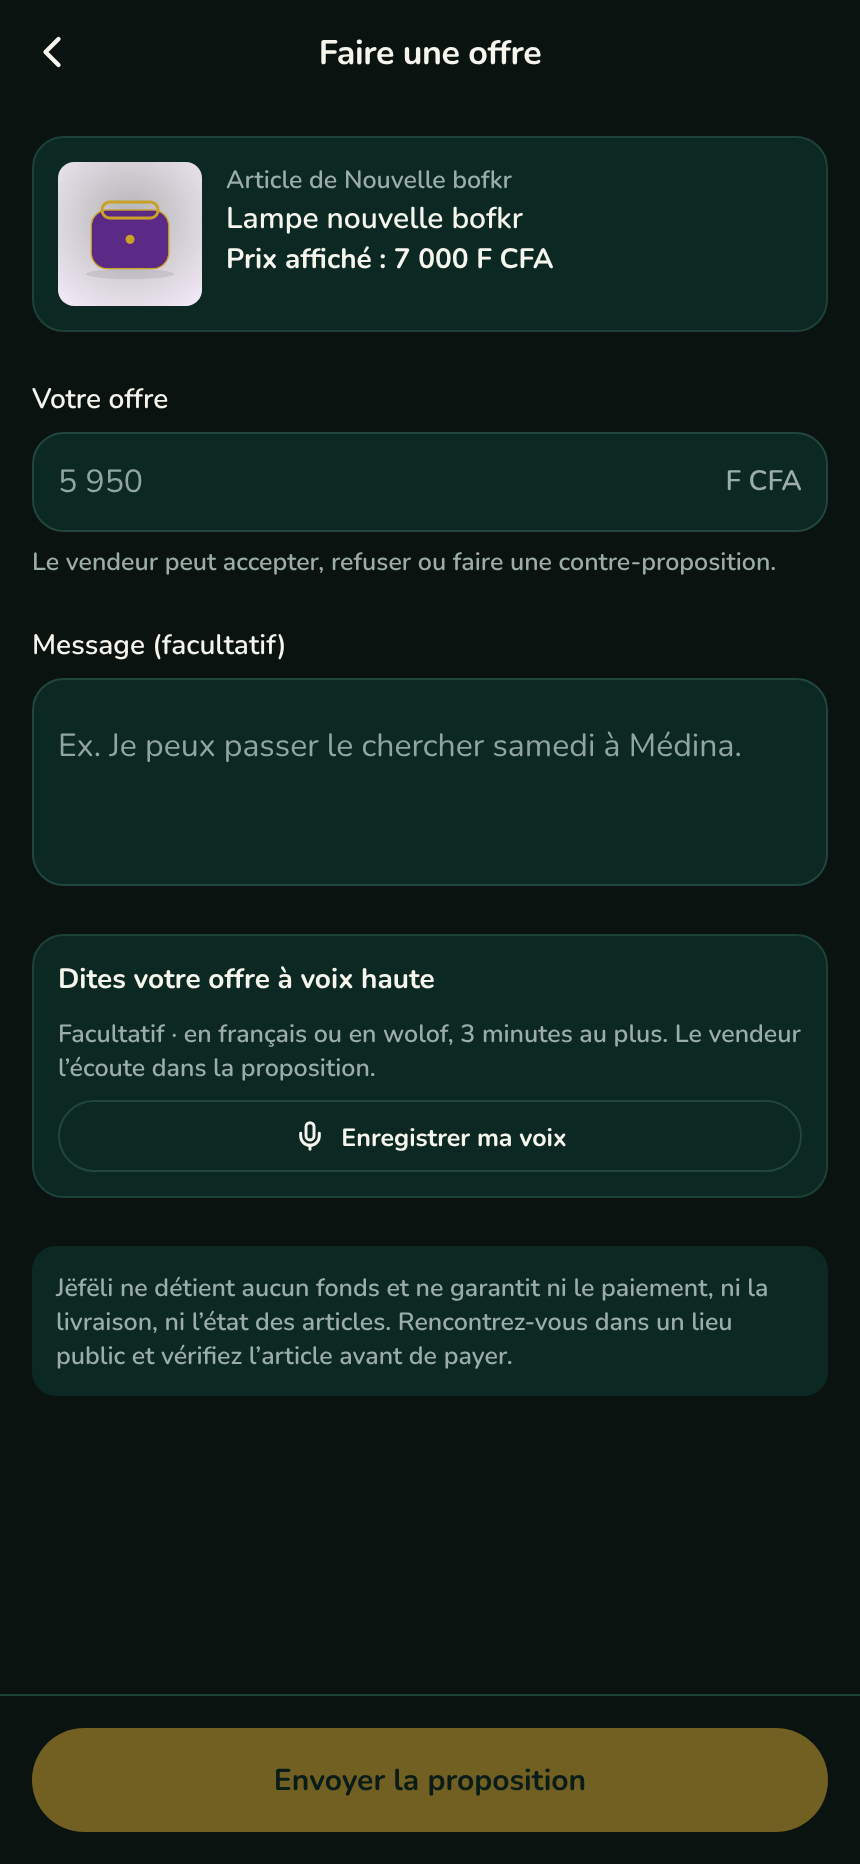 Faire une offre
Article de Nouvelle bofkr
Lampe nouvelle bofkr
Prix affiché : 7 000 F CFA
Votre offre
5 950
F CFA
Le vendeur peut accepter, refuser ou faire une contre-proposition.
Message (facultatif)
Ex. Je peux passer le chercher samedi à Médina.
Dites votre offre à voix haute
Facultatif · en français ou en wolof, 3 minutes au plus. Le vendeur
l’écoute dans la proposition.
Enregistrer ma voix
Jëfëli ne détient aucun fonds et ne garantit ni le paiement, ni la
livraison, ni l’état des articles. Rencontrez-vous dans un lieu
public et vérifiez l’article avant de payer.
Envoyer la proposition